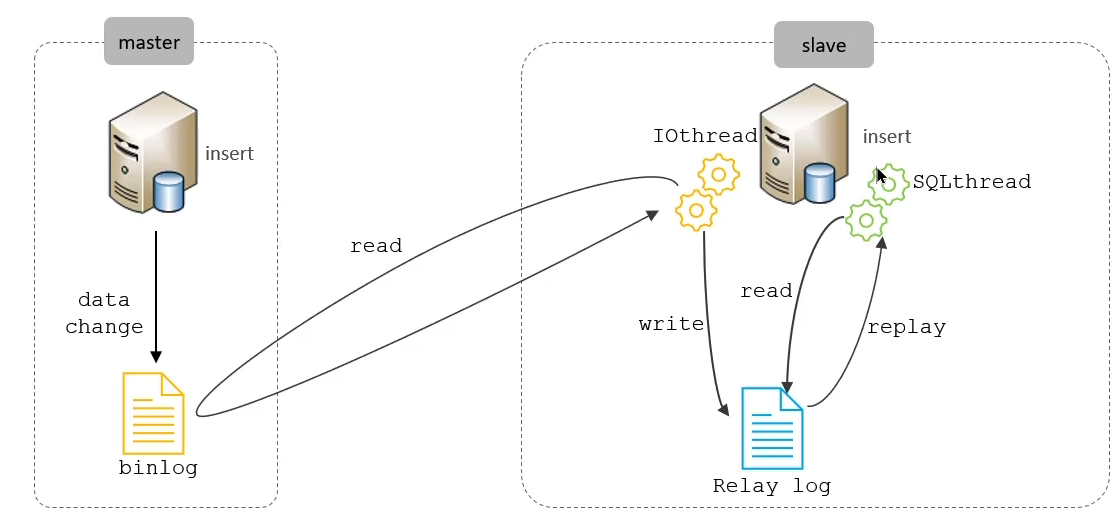 master
insert
data
change
binlog
read
slave
IOthread
insert
SQLthread
write
read
replay
Relay log